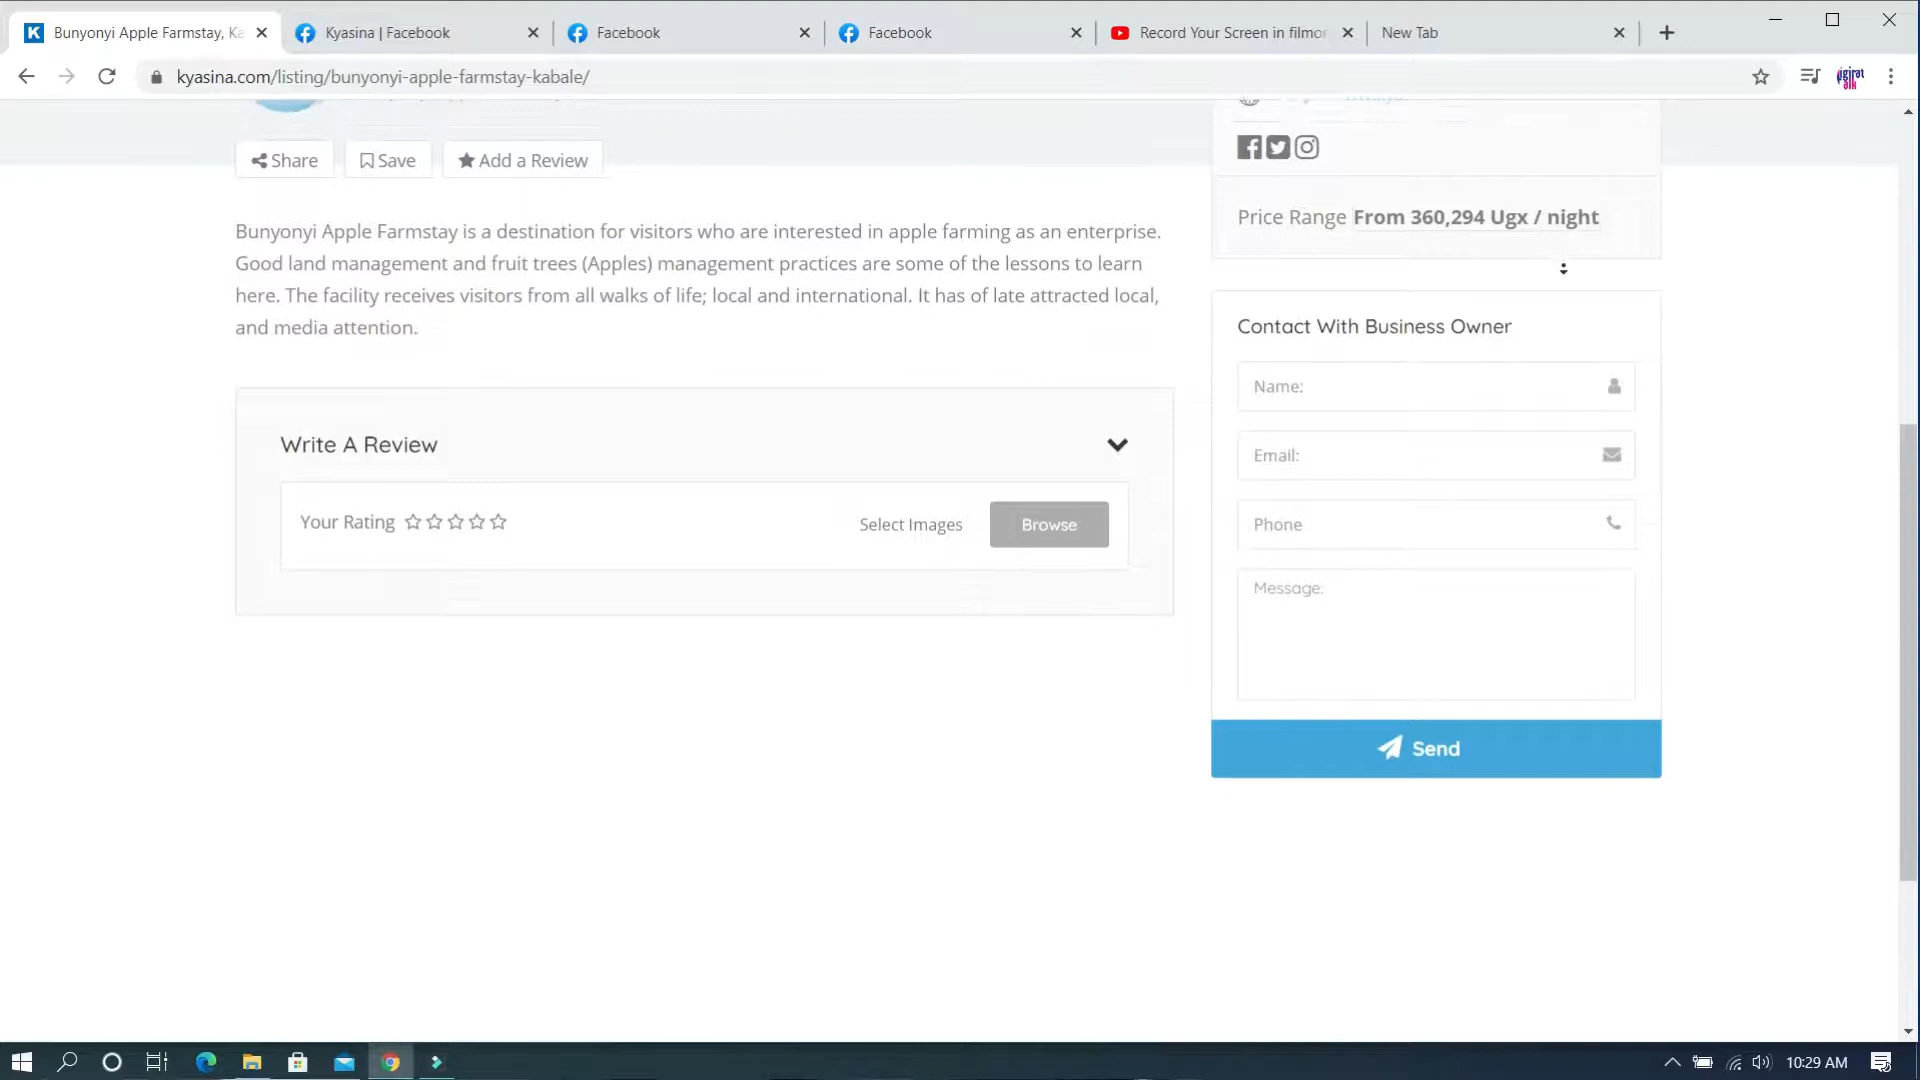 Bunyonyi Apple Farmstay, Ka
Kyasina | Facebook
Facebook
Facebook
Record Your Screen in filmor
New Tab
kyasina.com/listing/bunyonyi-apple-farmstay-kabale/
Share
Save
Add a Review
Price Range From 360,294 Ugx / night
Bunyonyi Apple Farmstay is a destination for visitors who are interested in apple farming as an enterprise.
Good land management and fruit trees (Apples) management practices are some of the lessons to learn
here. The facility receives visitors from all walks of life; local and international. It has of late attracted local,
and media attention.
Write A Review
Your Rating
Select Images
Browse
Contact With Business Owner
Name:
Email:
Phone
Message:
Send
10:29 AM